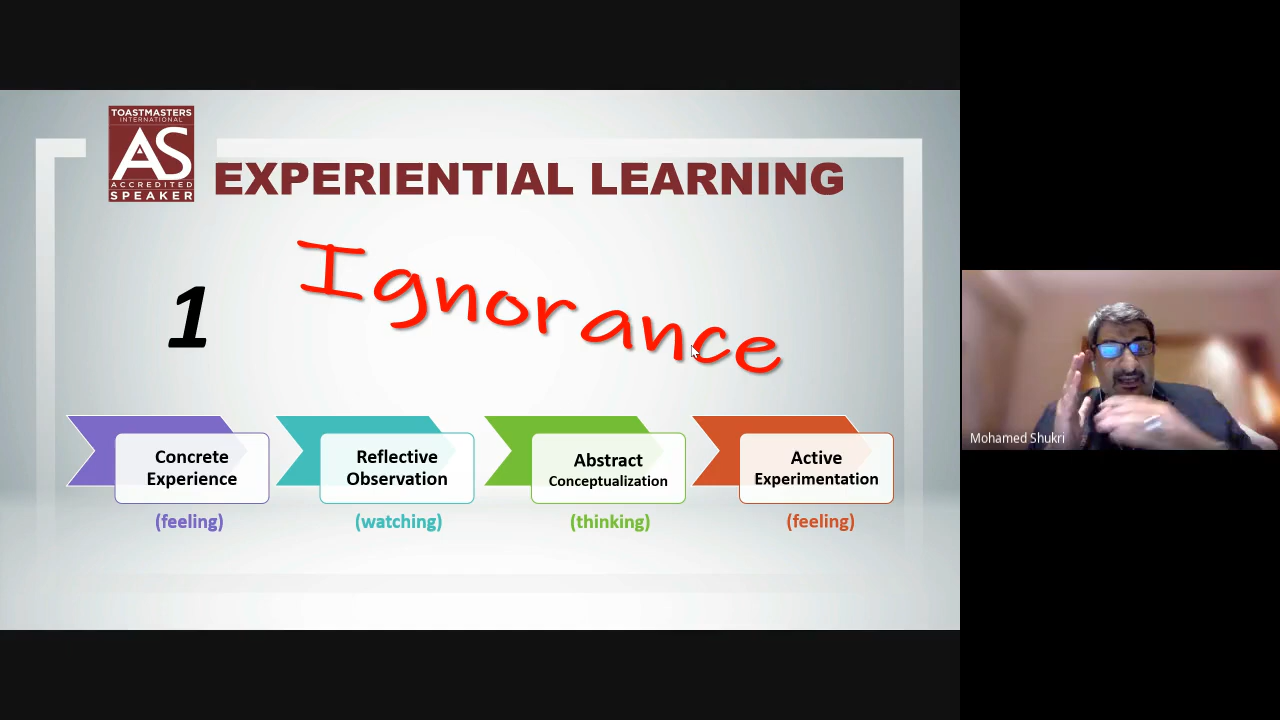 TOASTMASTERS
INTERNATIONAL
AS
ACCREDITED
SPEAKER
EXPERIENTIAL LEARNING
1
Ignorance
Concrete
Experience
(feeling)
Reflective
Observation
(watching)
Abstract
Conceptualization
(thinking)
Active
Experimentation
(feeling)
Mohamed Shukri